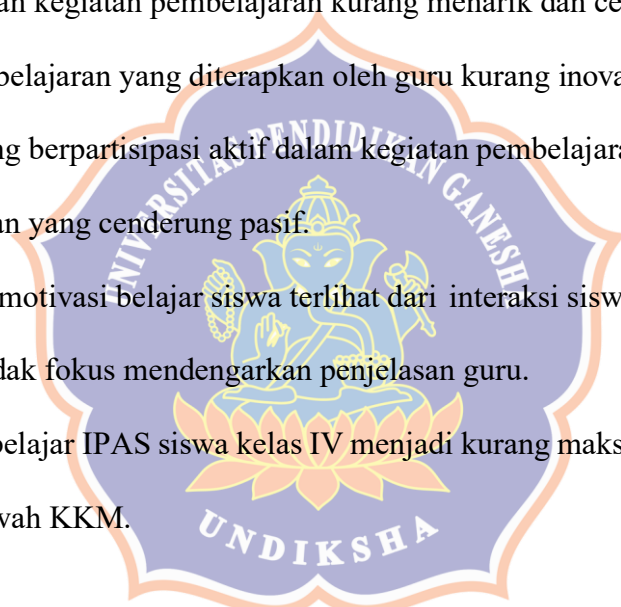 an kegiatan pembelajaran kurang menarik dan ce
belajaran yang diterapkan oleh guru kurang inova
ng berpartisipasi aktif dalam kegiatan pembelajara
an yang cenderung pasif.
motivasi belajar siswa terlihat dari interaksi sisw
dak fokus mendengarkan penjelasan guru.
belajar IPAS siswa kelas IV menjadi kurang maks
vah KKM.
UNIVERSITAS PENDIDIKAN GANESHA
UNDIKSHA